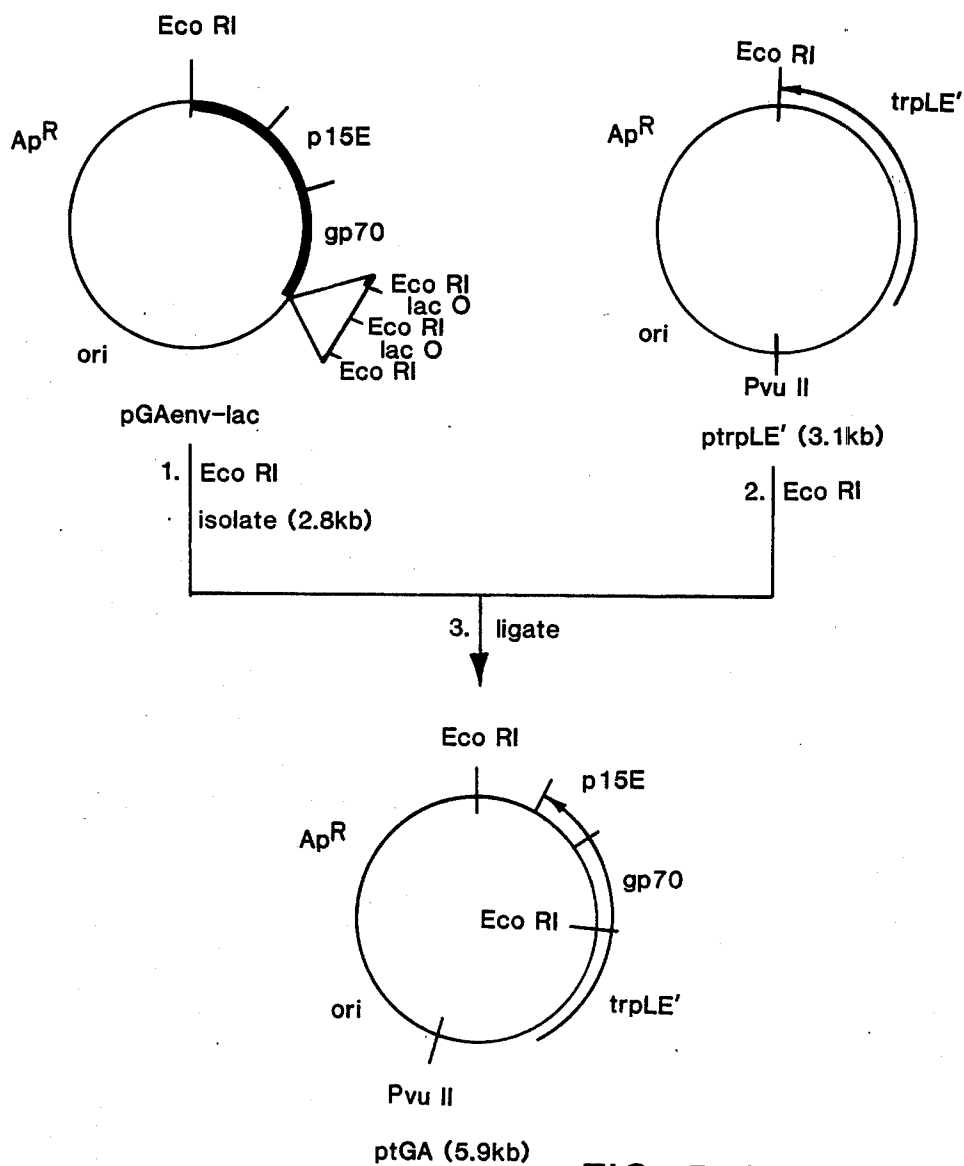 Eco RI
Ap^R
p15E
gp70
Eco RI
lac O
Eco RI
lac O
Eco RI
ori
pGAenv-lac
Eco RI
trpLE'
Ap^R
ori
Pvu II
ptrpLE' (3.1kb)
1. Eco RI
isolate (2.8kb)
2. Eco RI
3. ligate
Eco RI
p15E
Ap^R
gp70
Eco RI
ori
trpLE'
Pvu II
ptGA (5.9kb)